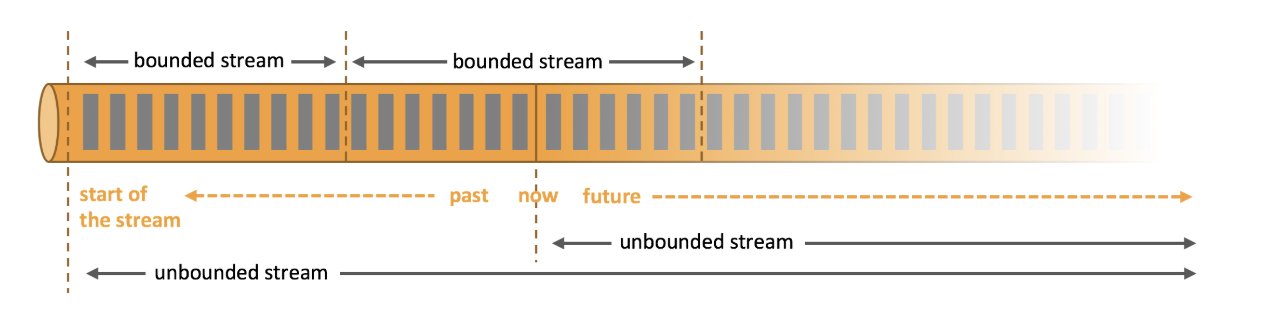 bounded stream
bounded stream
start of
the stream
past
now
future
unbounded stream
unbounded stream